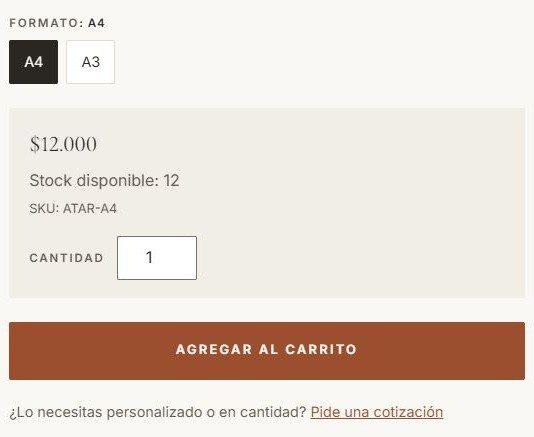 FORMATO: A4
A4 A3
$12.000
Stock disponible: 12
SKU: ATAR-A4
CANTIDAD 1
AGREGAR AL CARRITO
¿Lo necesitas personalizado o en cantidad? Pide una cotización